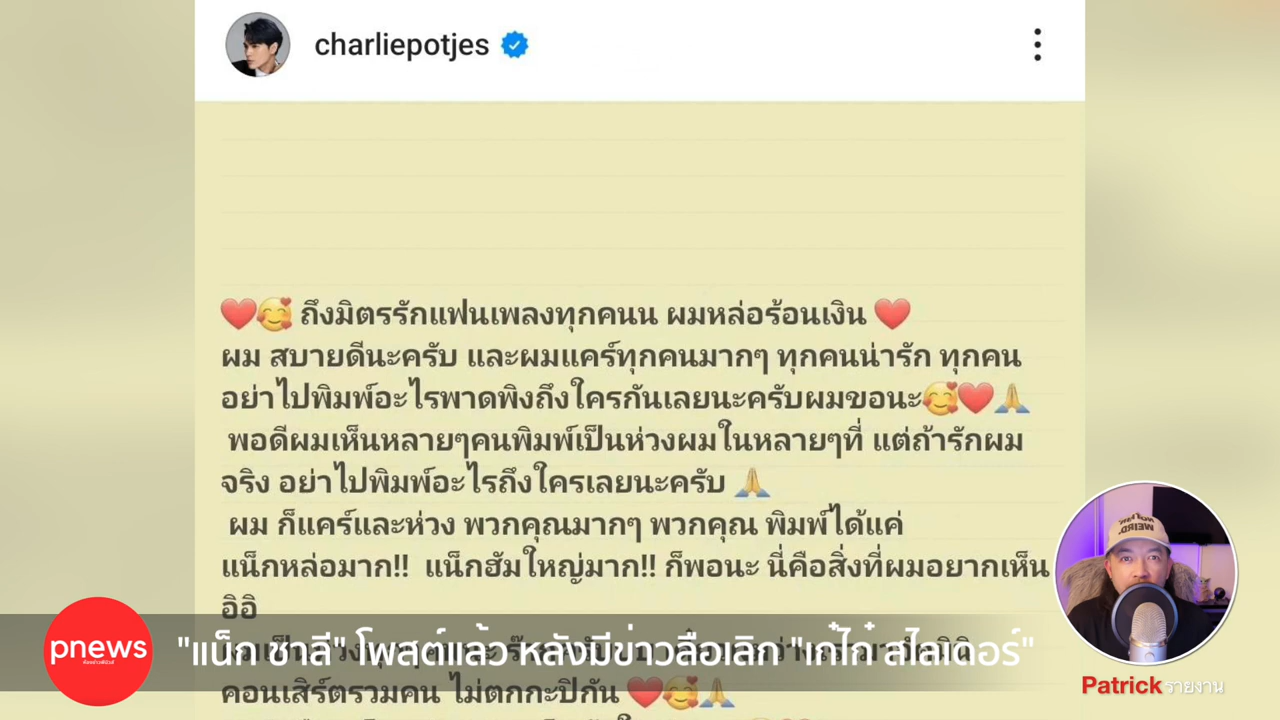 charliepotjes
❤️🥰 ถึงมิตรรักแฟนเพลงทุกคนน ผมหล่อร้อนเงิน ❤️
ผม สบายดีนะครับ และผมแคร์ทุกคนมากๆ ทุกคนน่ารัก ทุกคน
อย่าไปพิมพ์อะไรพาดพิงถึงใครกันเลยนะครับผมขอนะ🥰❤️🙏
พอดีผมเห็นหลายๆคนพิมพ์เป็นห่วงผมในหลายๆที่ แต่ถ้ารักผม
จริง อย่าไปพิมพ์อะไรถึงใครเลยนะครับ 🙏
ผม ก็แคร์และห่วง พวกคุณมากๆ พวกคุณ พิมพ์ได้แค่
แน็กหล่อมาก!! แน็กฮัมใหญ่มาก!! ก็พอนะ นี่คือสิ่งที่ผมอยากเห็น
อิอิ
"แน็ก ชาลี" โพสต์แล้ว หลังมีข่าวลือเลิก "เก๋ไก๋ สไลเดอร์"
คอนเสิร์ตรวมคน ไม่ตกกะปิกัน ❤️🥰🙏
pnews
WEIRD
Patrick รายงาน